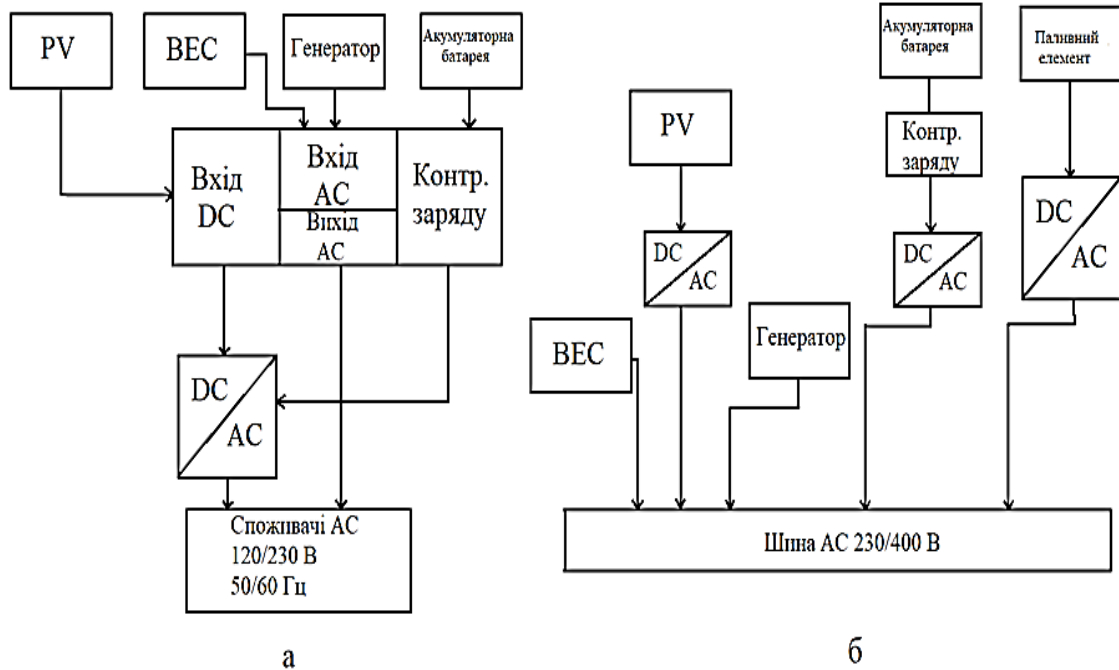 PV
ВЕС
Генератор
Акумуляторна
батарея
Вхід
DC
Вхід
AC
Вихід
AC
Контр.
заряду
DC
AC
Споживачі АС
120/230 В
50/60 Гц
а
Акумуляторна
батарея
Паливний
елемент
PV
Контр.
заряду
DC
AC
DC
AC
DC
AC
ВЕС
Генератор
Шина АС 230/400 В
б